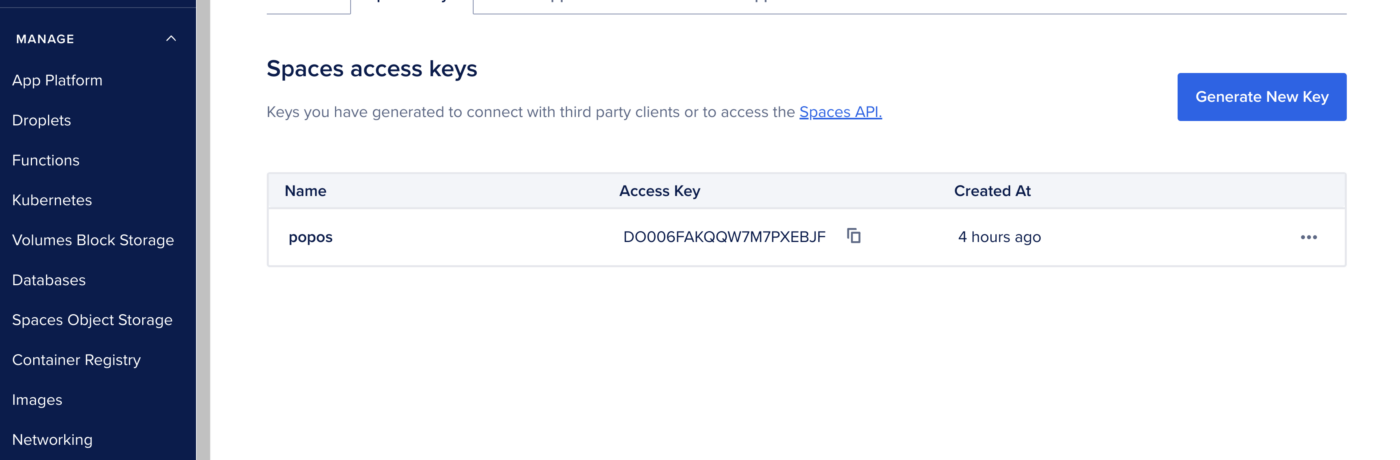 MANAGE
App Platform
Droplets
Functions
Kubernetes
Volumes Block Storage
Databases
Spaces Object Storage
Container Registry
Images
Networking
Spaces access keys
Keys you have generated to connect with third party clients or to access the Spaces API.
Generate New Key
Name Access Key Created At
popos DO006FAKQQW7M7PXEBJF 4 hours ago